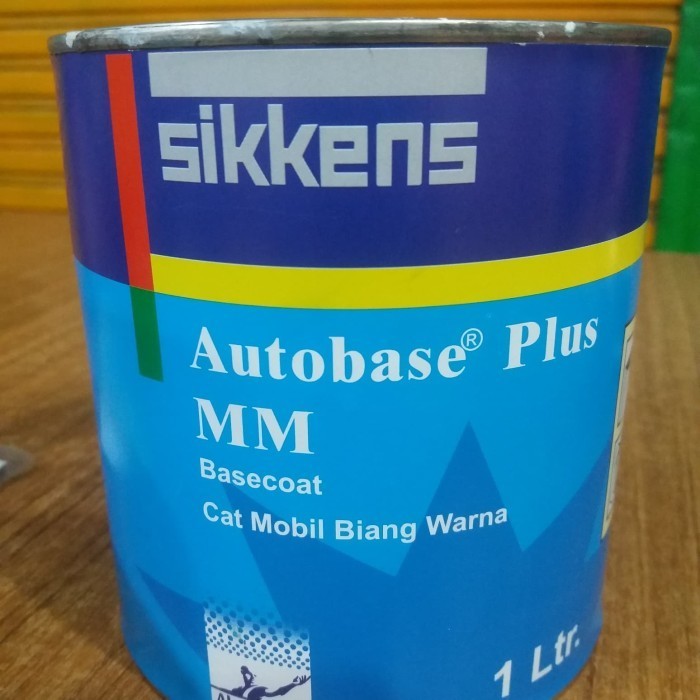 sikkens
Autobase® Plus
MM
Basecoat
Cat Mobil Biang Warna
1 Ltr.